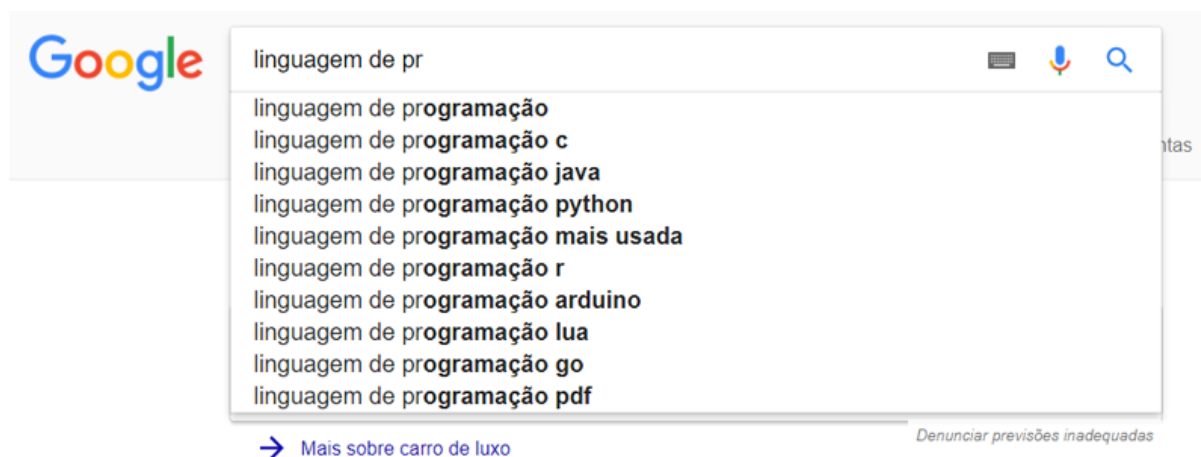 Google
linguagem de pr
linguagem de programação
linguagem de programação c
linguagem de programação java
linguagem de programação python
linguagem de programação mais usada
linguagem de programação r
linguagem de programação arduino
linguagem de programação lua
linguagem de programação go
linguagem de programação pdf
ntas
Mais sobre carro de luxo
Denunciar previsões inadequadas